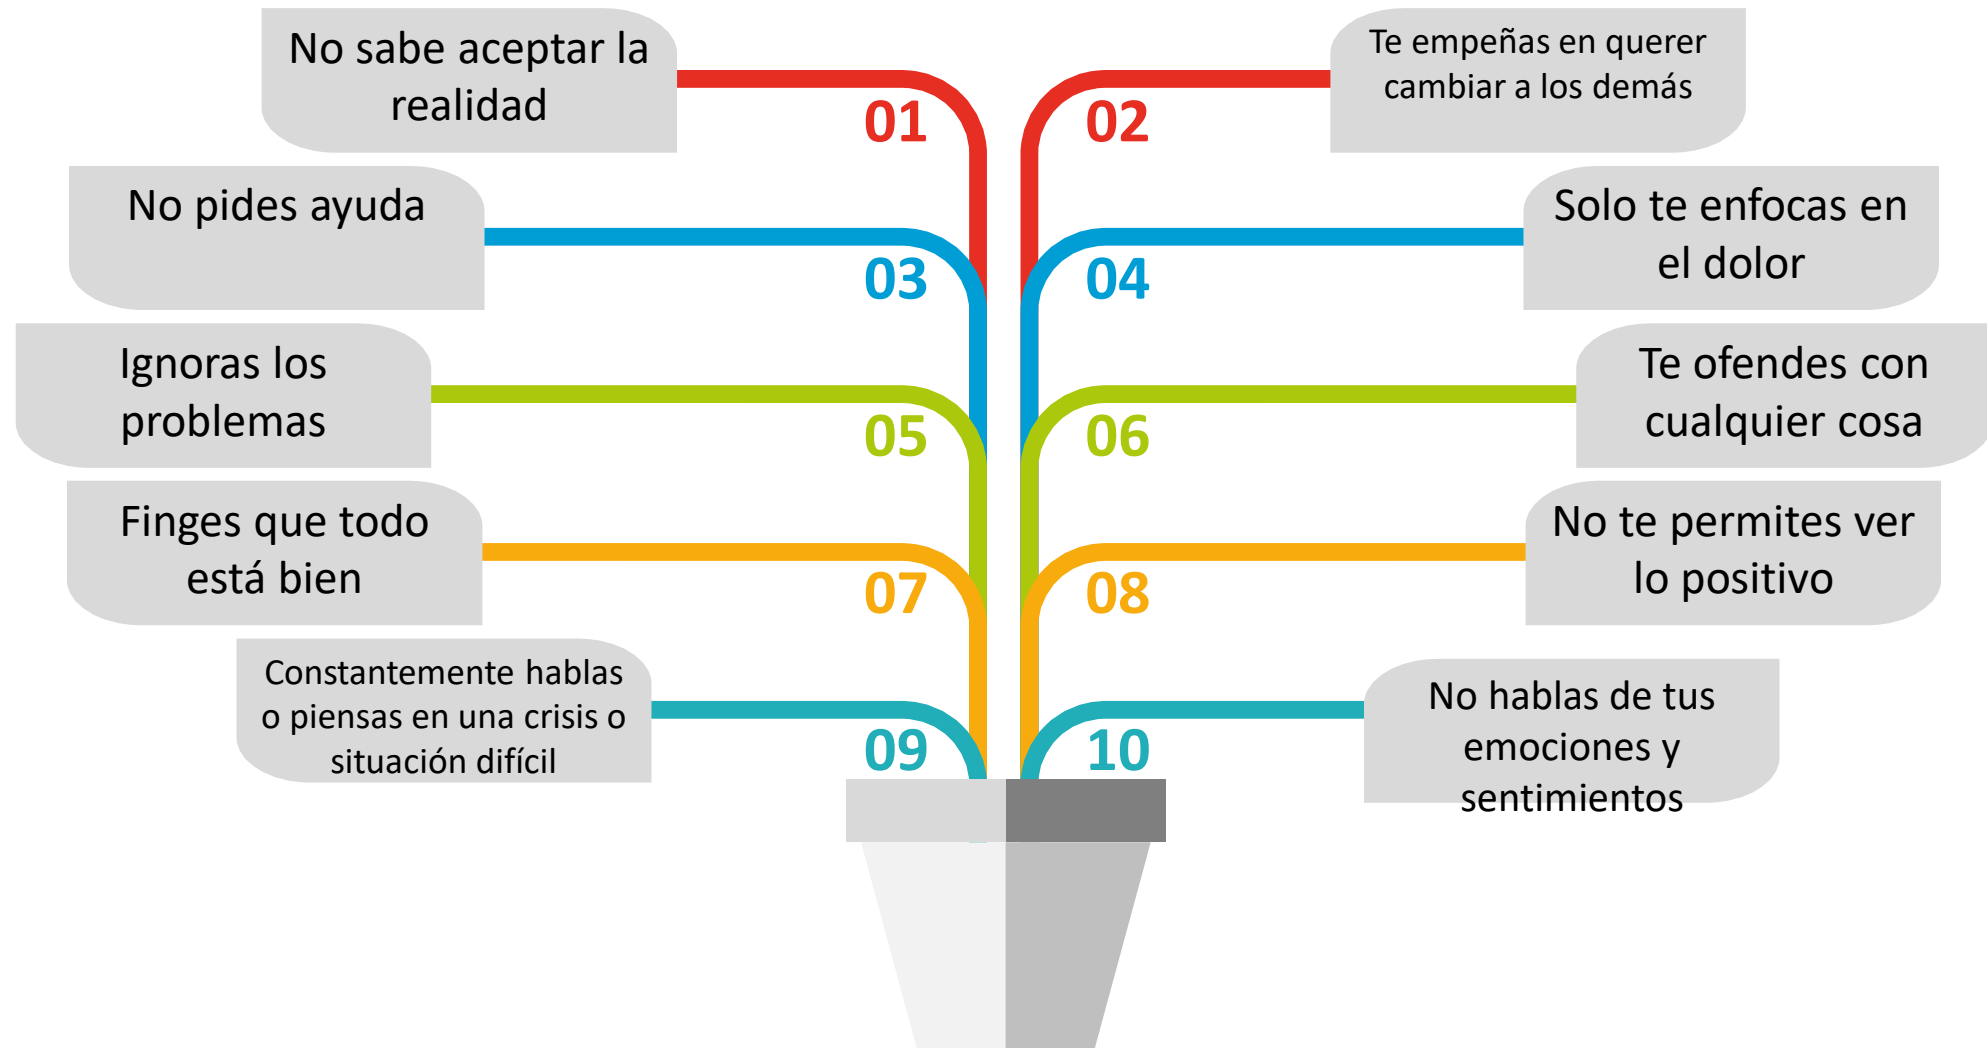 No sabe aceptar la
realidad
01
02
Te empeñas en querer
cambiar a los demás
No pides ayuda
03
04
Solo te enfocas en
el dolor
Ignoras los
problemas
05
06
Te ofendes con
cualquier cosa
Finges que todo
está bien
07
08
No te permites ver
lo positivo
Constantemente hablas
o piensas en una crisis o
situación difícil
09
10
No hablas de tus
emociones y
sentimientos